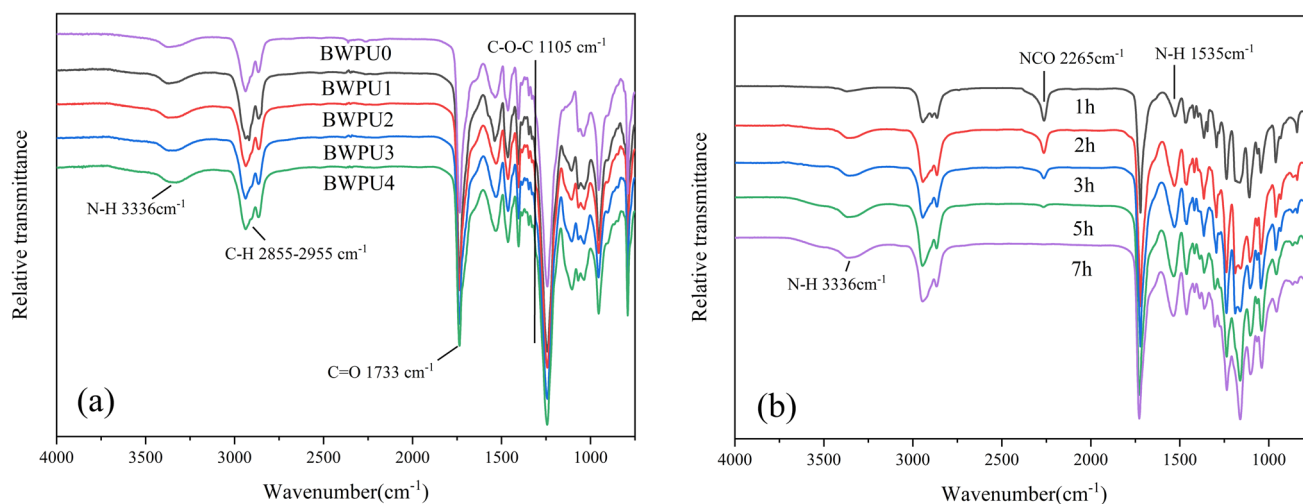 (a)
BWPU0
BWPU1
BWPU2
BWPU3
BWPU4
C-O-C 1105 cm⁻¹
N-H 3336cm⁻¹
C-H 2855-2955 cm⁻¹
C=O 1733 cm⁻¹
Relative transmittance
4000 3500 3000 2500 2000 1500 1000
Wavenumber(cm⁻¹)
(b)
NCO 2265cm⁻¹
N-H 1535cm⁻¹
1h
2h
3h
5h
7h
N-H 3336cm⁻¹
Relative transmittance
4000 3500 3000 2500 2000 1500 1000
Wavenumber(cm⁻¹)